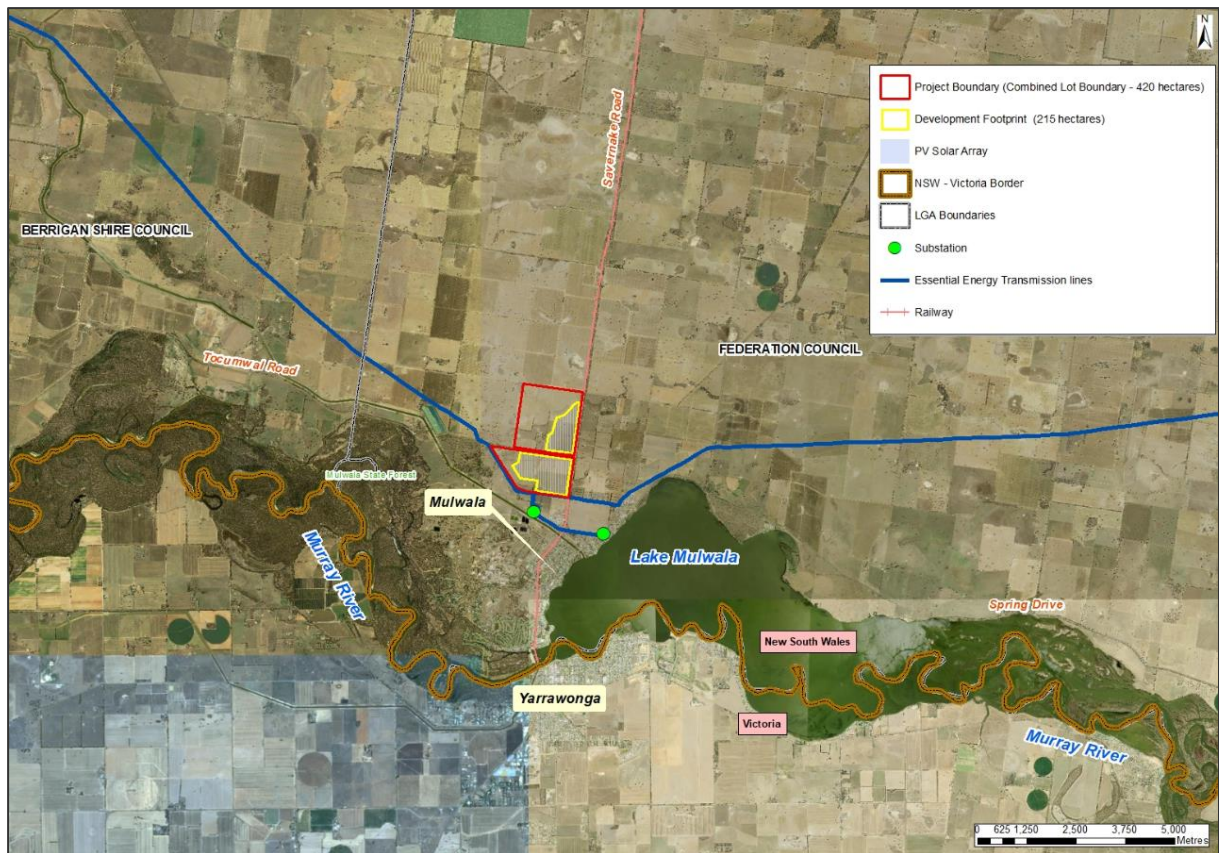 N
Project Boundary (Combined Lot Boundary - 420 hectares)
Development Footprint (215 hectares)
PV Solar Array
NSW - Victoria Border
LGA Boundaries
Substation
Essential Energy Transmission lines
Railway
Savernake Road
BERRIGAN SHIRE COUNCIL
FEDERATION COUNCIL
Tocumwal Road
Mulwala State Forest
Mulwala
Lake Mulwala
Murray River
Spring Drive
New South Wales
Yarrawonga
Victoria
Murray River
0 625 1,250 2,500 3,750 5,000
Metres